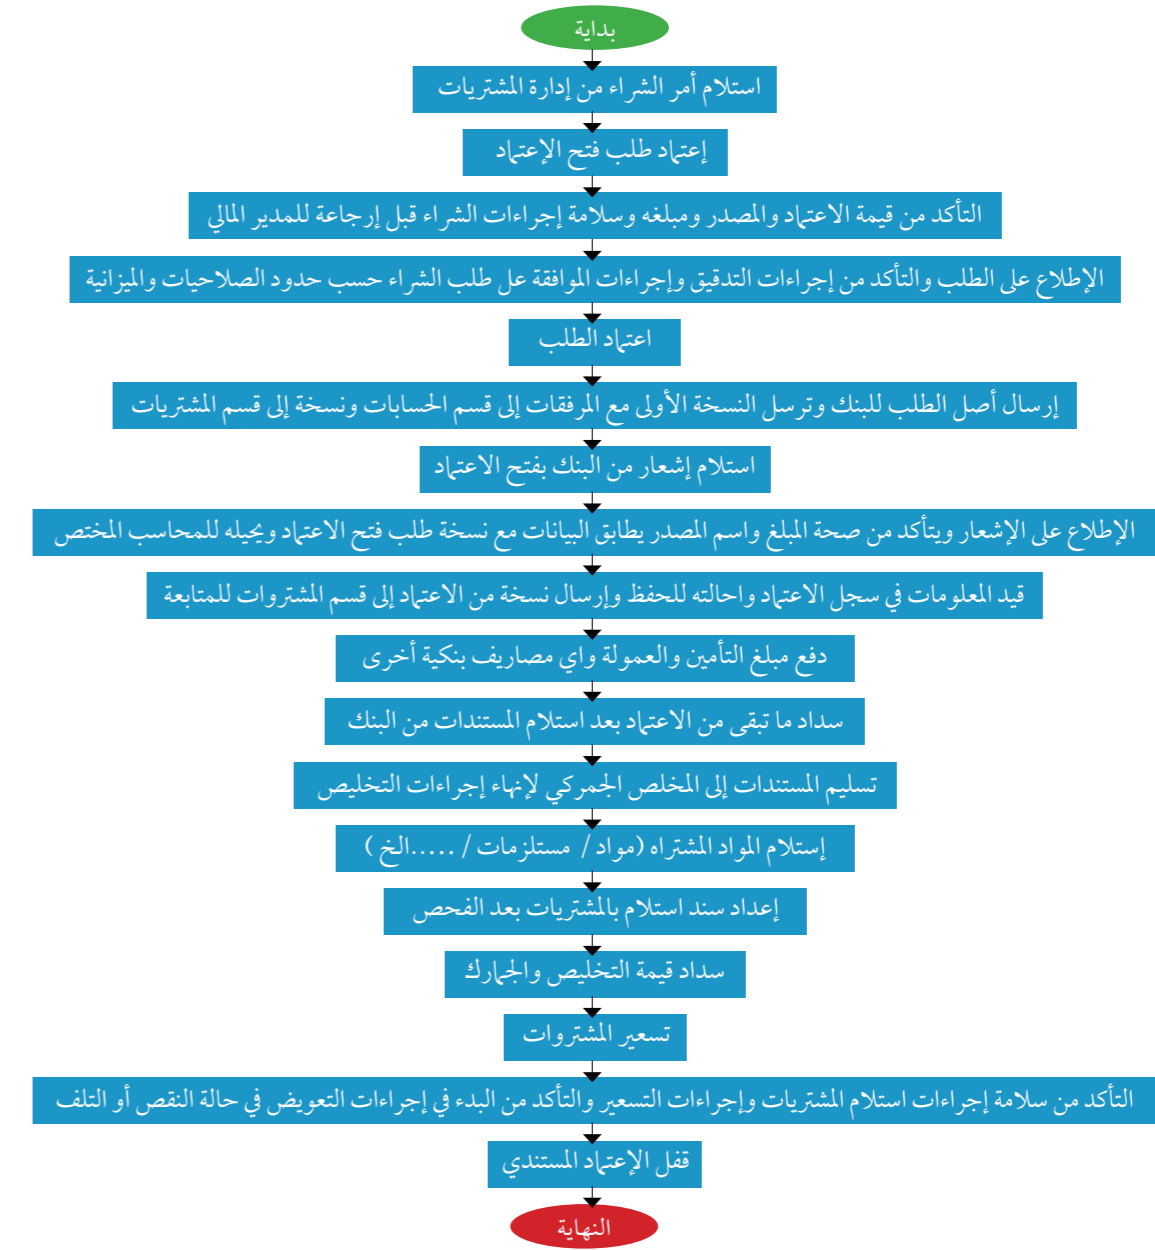 بداية
استلام أمر الشراء من إدارة المشتريات
إعتماد طلب فتح الإعتماد
التأكد من قيمة الاعتماد والمصدر ومبلغه وسلامة إجراءات الشراء قبل إرجاعة للمدير المالي
الإطلاع على الطلب والتأكد من إجراءات التدقيق وإجراءات الموافقة عل طلب الشراء حسب حدود الصلاحيات والميزانية
اعتماد الطلب
إرسال أصل الطلب للبنك وترسل النسخة الأولى مع المرفقات إلى قسم الحسابات ونسخة إلى قسم المشتريات
استلام إشعار من البنك بفتح الاعتماد
الإطلاع على الإشعار ويتأكد من صحة المبلغ واسم المصدر يطابق البيانات مع نسخة طلب فتح الاعتماد ويحيله للمحاسب المختص
قيد المعلومات في سجل الاعتماد واحالته للحفظ وإرسال نسخة من الاعتماد إلى قسم المشتروات للمتابعة
دفع مبلغ التأمين والعمولة واي مصاريف بنكية أخرى
سداد ما تبقى من الاعتماد بعد استلام المستندات من البنك
تسليم المستندات إلى المخلص الجمركي لإنهاء إجراءات التخليص
إستلام المواد المشتراه (مواد/ مستلزمات / .....الخ )
إعداد سند استلام بالمشتريات بعد الفحص
سداد قيمة التخليص والجمارك
تسعير المشتروات
التأكد من سلامة إجراءات استلام المشتريات وإجراءات التسعير والتأكد من البدء في إجراءات التعويض في حالة النقص أو التلف
قفل الإعتماد المستندي
النهاية